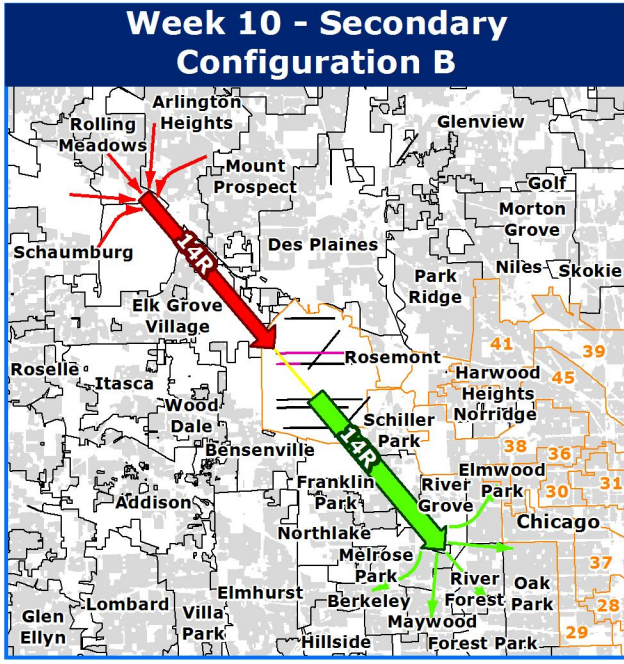 Week 10 - Secondary
Configuration B
Arlington
Heights
Rolling
Meadows
Glenview
Mount
Prospect
Golf
Morton
Grove
Schaumburg
Des Plaines
14R
Niles
Skokie
Park
Ridge
Elk Grove
Village
41
39
Rosemont
Roselle
Itasca
Harwood
Heights
Norridge
45
Wood
Dale
Schiller
Park
14R
Bensenville
38
36
Elmwood
Park
Franklin
Park
River
Grove
30
31
Addison
Chicago
Northlake
Melrose
Park
37
River
Forest
Oak
Park
Elmhurst
Berkeley
Lombard
Villa
Park
28
Glen
Ellyn
Maywood
29
Hillside
Forest Park